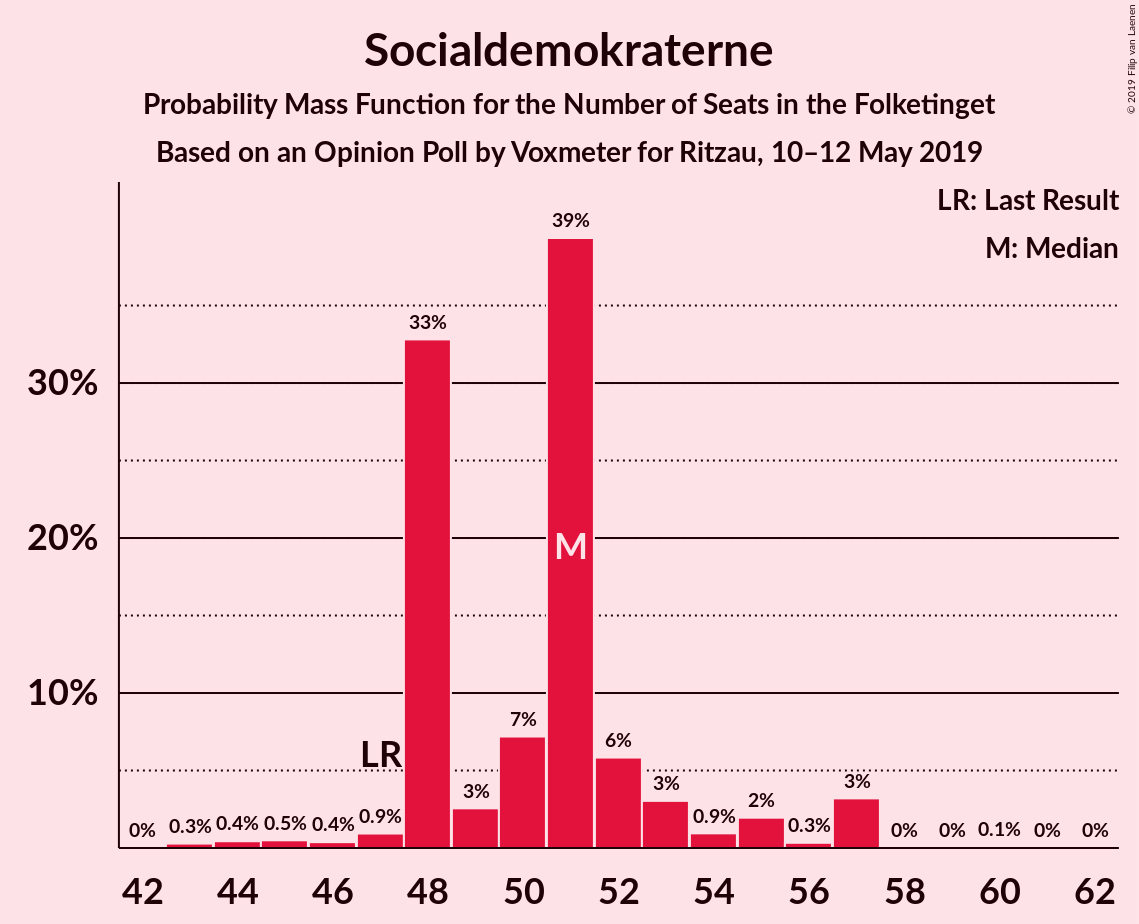 Socialdemokraterne
Probability Mass Function for the Number of Seats in the Folketinget
Based on an Opinion Poll by Voxmeter for Ritzau, 10–12 May 2019
© 2019 Filip van Laenen
LR: Last Result
M: Median
39%
33%
30%
20%
M
10%
LR
7%
6%
3%
3%
3%
2%
0%
0.3%
0.4%
0.5%
0.4%
0.9%
0.9%
0.3%
0%
0%
0.1%
0%
0%
42 44 46 48 50 52 54 56 58 60 62